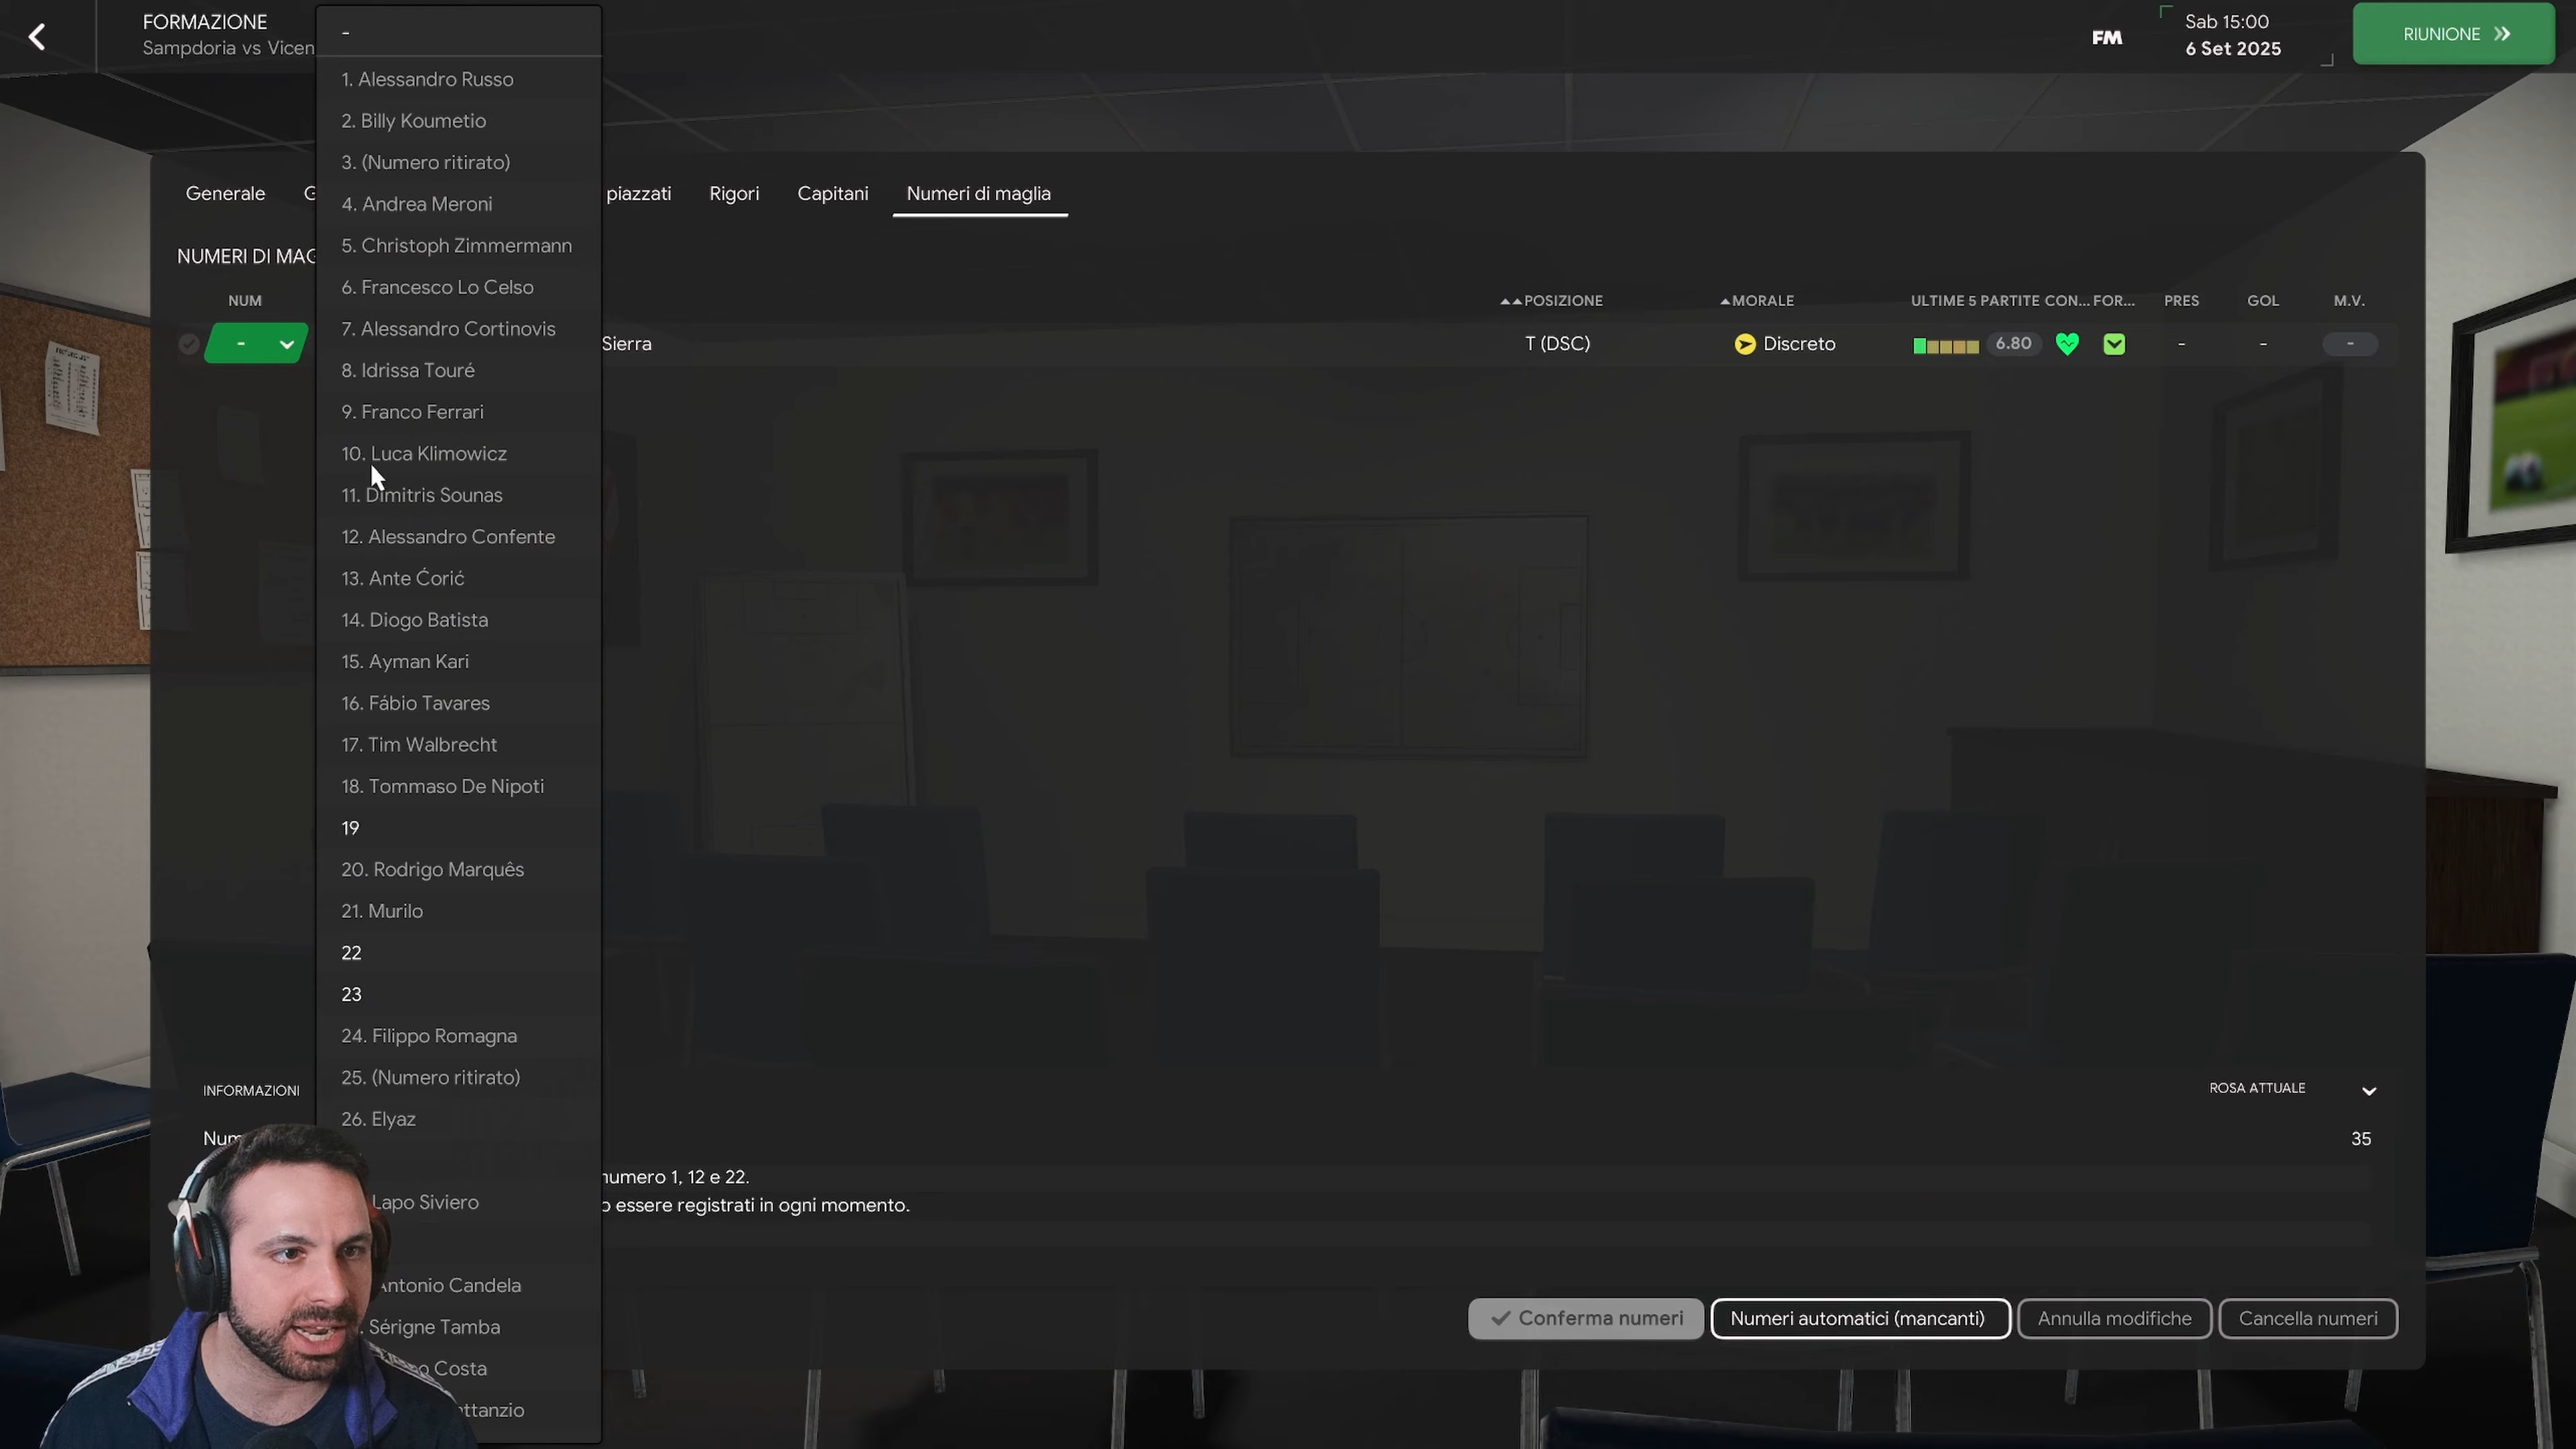 FORMAZIONE
Sampdoria vs Vicen
FM
Sab 15:00
6 Set 2025
RIUNIONE
-
1. Alessandro Russo
2. Billy Koumetio
3. (Numero ritirato)
4. Andrea Meroni
5. Christoph Zimmermann
6. Francesco Lo Celso
7. Alessandro Cortinovis
8. Idrissa Touré
9. Franco Ferrari
10. Luca Klimowicz
11. Dimitris Sounas
12. Alessandro Confente
13. Ante Ćorić
14. Diogo Batista
15. Ayman Kari
16. Fábio Tavares
17. Tim Walbrecht
18. Tommaso De Nipoti
19
20. Rodrigo Marquês
21. Murilo
22
23
24. Filippo Romagna
25. (Numero ritirato)
26. Elyaz
Lapo Siviero
Antonio Candela
Sérigne Tamba
Costa
ttanzio
Generale piazzati Rigori Capitani Numeri di maglia
NUMERI DI MAG
NUM POSIZIONE MORALE ULTIME 5 PARTITE CON... FOR... PRES GOL M.V.
- Sierra T (DSC) Discreto 6.80 - - -
INFORMAZIONI ROSA ATTUALE
Num 35
numero 1, 12 e 22.
o essere registrati in ogni momento.
Conferma numeri Numeri automatici (mancanti) Annulla modifiche Cancella numeri